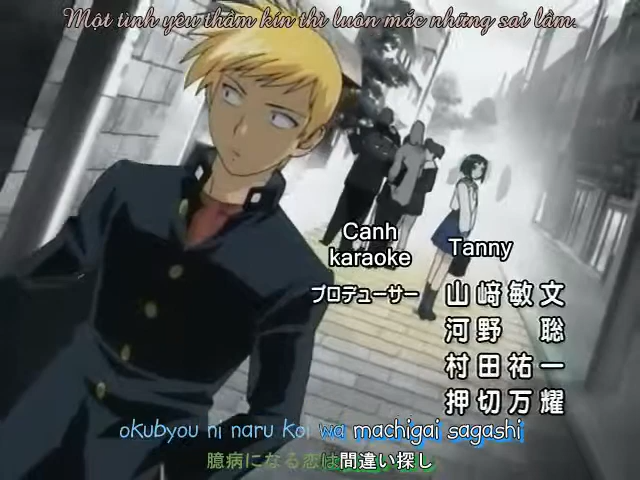 Một tình yêu thầm kín thì luôn mắc những sai lầm.
Canh
karaoke
Tanny
プロデューサー
山﨑敏文
河野 聡
村田祐一
押切万耀
okubyou ni naru koi wa machigai sagashi
臆病になる恋は間違い探し